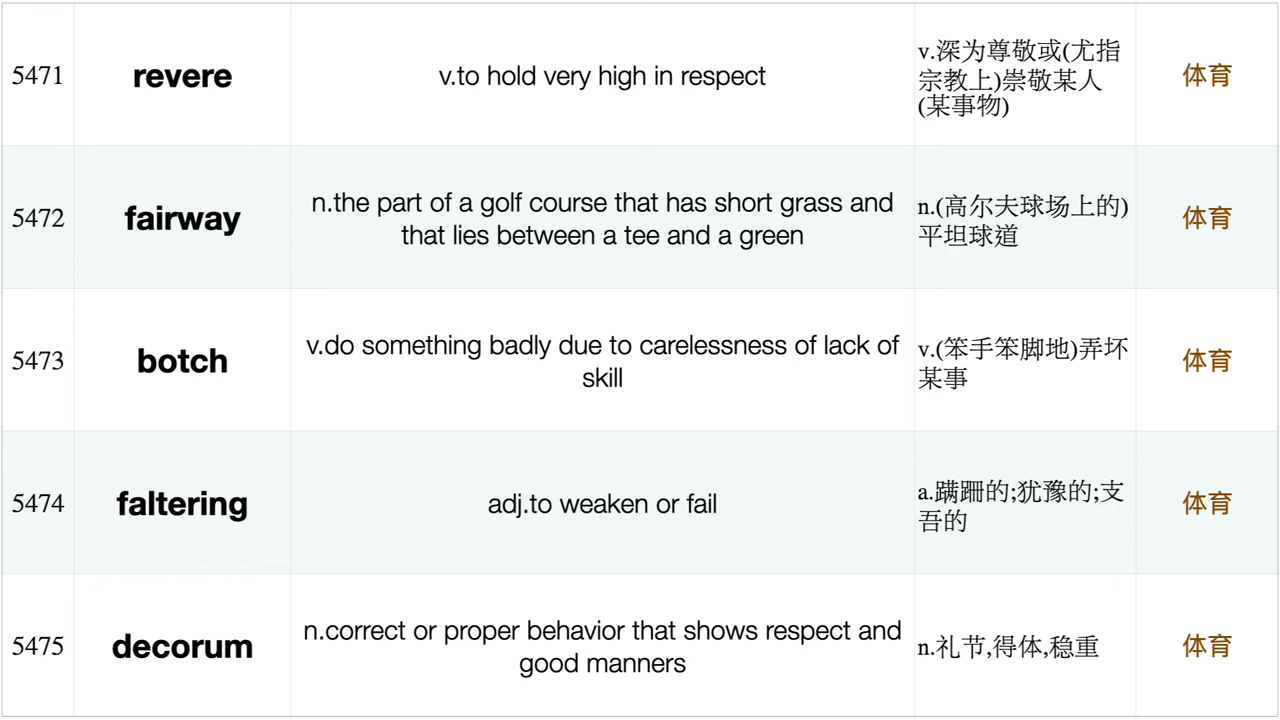 5471 revere v.to hold very high in respect v.深为尊敬或(尤指
宗教上)崇敬某人
(某事物) 体育
5472 fairway n.the part of a golf course that has short grass and
that lies between a tee and a green n.(高尔夫球场上的)
平坦球道 体育
5473 botch v.do something badly due to carelessness of lack of
skill v.(笨手笨脚地)弄坏
某事 体育
5474 faltering adj.to weaken or fail a.蹒跚的;犹豫的;支
吾的 体育
5475 decorum n.correct or proper behavior that shows respect and
good manners n.礼节,得体,稳重 体育